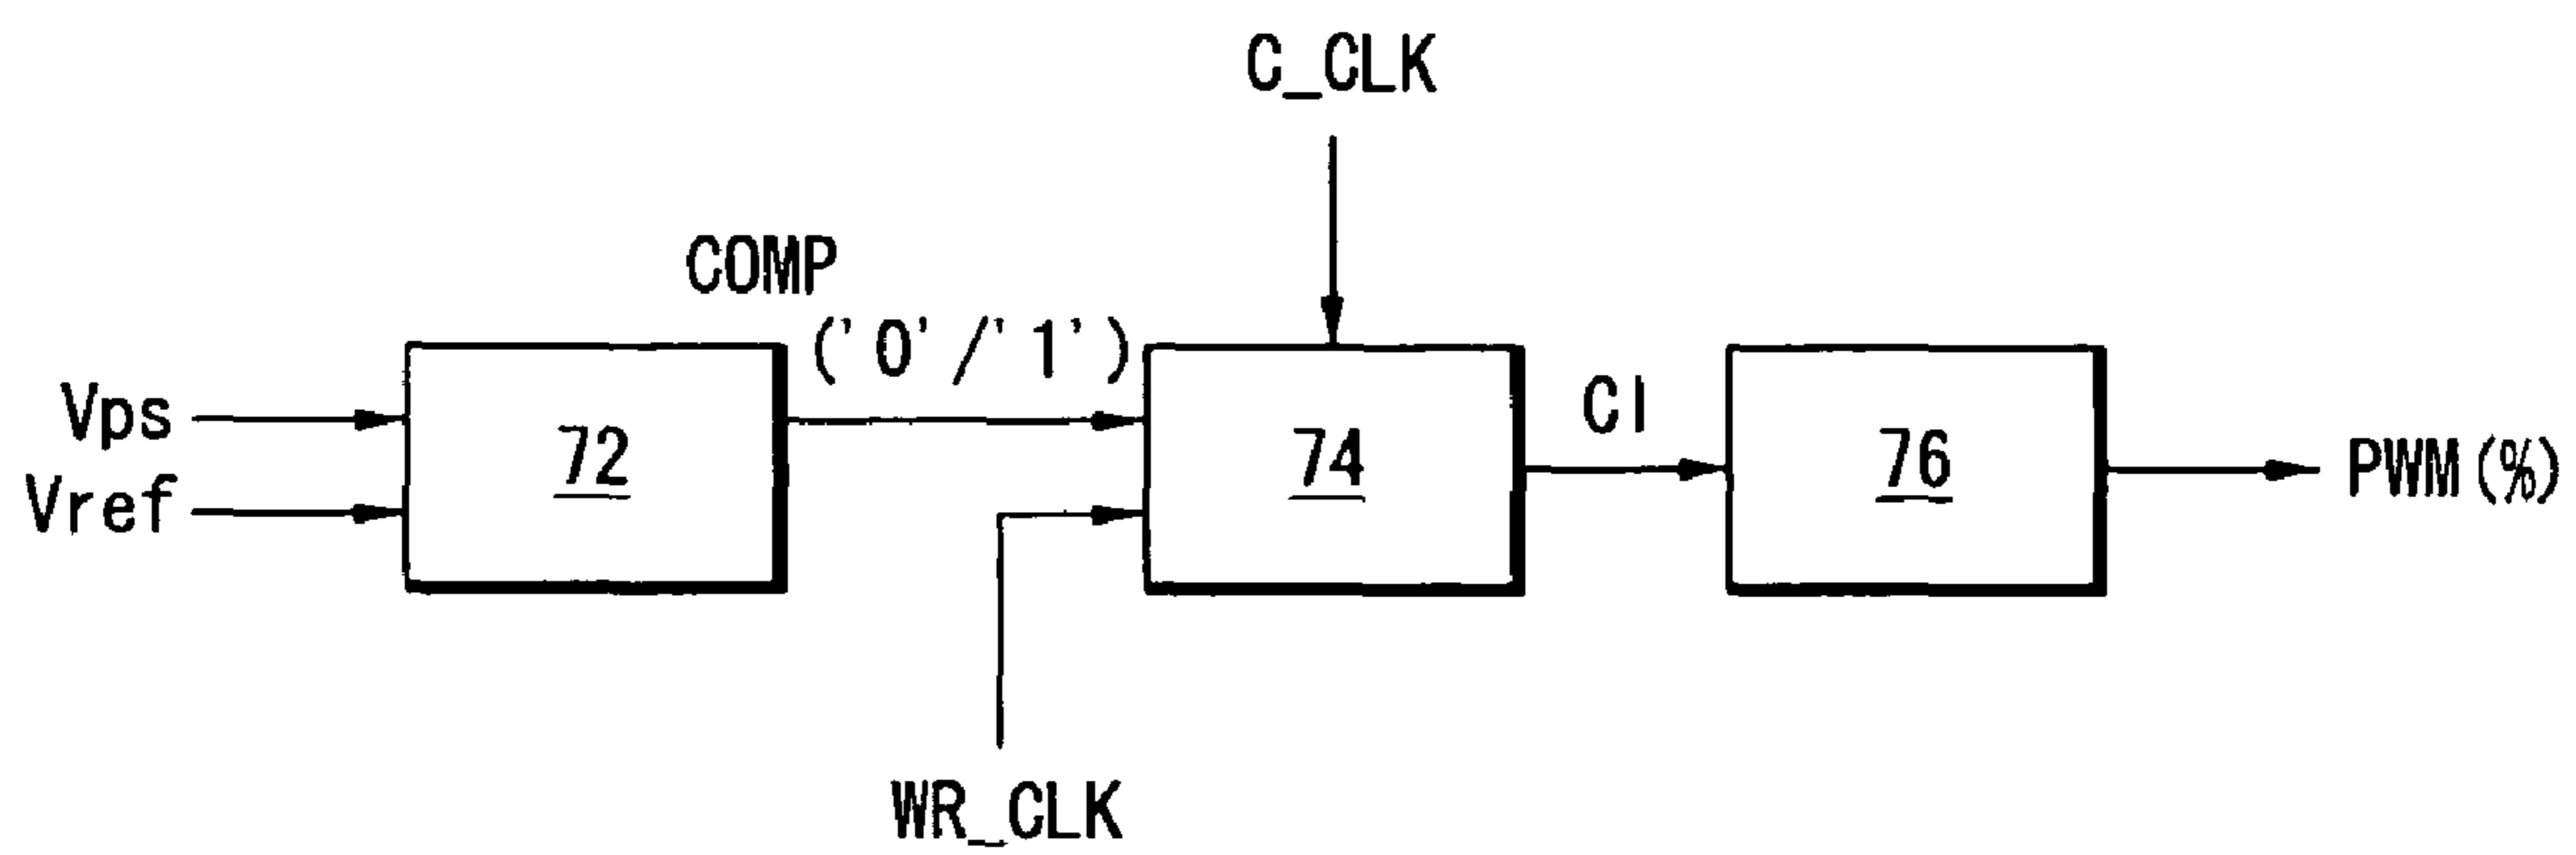 C_CLK
COMP
('0'/'1')
Vps
Vref
72
74
CI
76
PWM(%)
WR_CLK